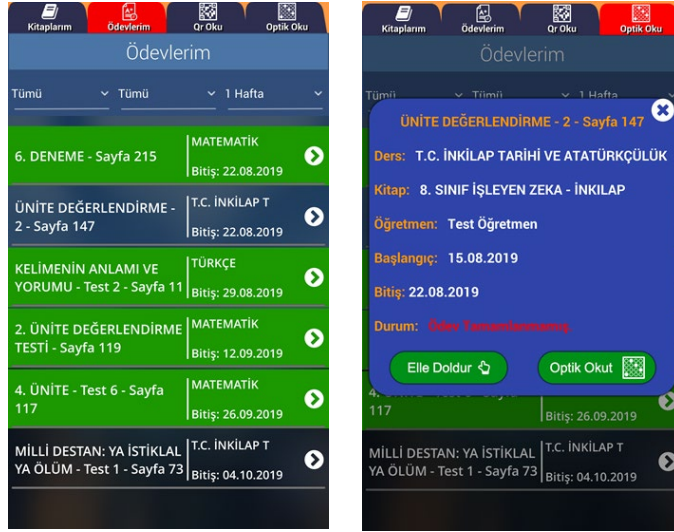 Kitaplarım
Ödevlerim
Qr Oku
Optik Oku
Ödevlerim
Tümü
Tümü
1 Hafta
6. DENEME - Sayfa 215
MATEMATİK
Bitiş: 22.08.2019
ÜNİTE DEĞERLENDİRME -
2 - Sayfa 147
T.C. İNKİLAP T
Bitiş: 22.08.2019
KELİMENİN ANLAMI VE
YORUMU - Test 2 - Sayfa 11
TÜRKÇE
Bitiş: 29.08.2019
2. ÜNİTE DEĞERLENDİRME
TESTİ - Sayfa 119
MATEMATİK
Bitiş: 12.09.2019
4. ÜNİTE - Test 6 - Sayfa
117
MATEMATİK
Bitiş: 26.09.2019
MİLLİ DESTAN: YA İSTİKLAL
YA ÖLÜM - Test 1 - Sayfa 73
T.C. İNKİLAP T
Bitiş: 04.10.2019
Kitaplarım
Ödevlerim
Qr Oku
Optik Oku
Ödevlerim
Tümü
Tümü
1 Hafta
ÜNİTE DEĞERLENDİRME - 2 - Sayfa 147
Ders: T.C. İNKİLAP TARİHİ VE ATATÜRKÇÜLÜK
Kitap: 8. SINIF İŞLEYEN ZEKA - İNKILAP
Öğretmen: Test Öğretmen
Başlangıç: 15.08.2019
Bitiş: 22.08.2019
Durum: Ödev Tamamlanmamış.
Elle Doldur
Optik Okut
117
Bitiş: 26.09.2019
MİLLİ DESTAN: YA İSTİKLAL
YA ÖLÜM - Test 1 - Sayfa 73
T.C. İNKİLAP T
Bitiş: 04.10.2019